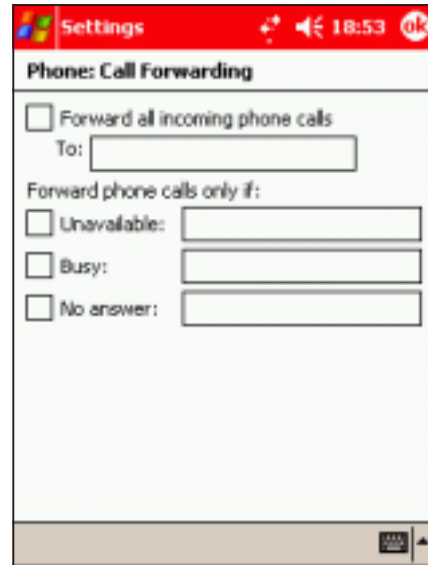 Settings 18:53 ok
Phone: Call Forwarding
Forward all incoming phone calls
To:
Forward phone calls only if:
Unavailable:
Busy:
No answer: